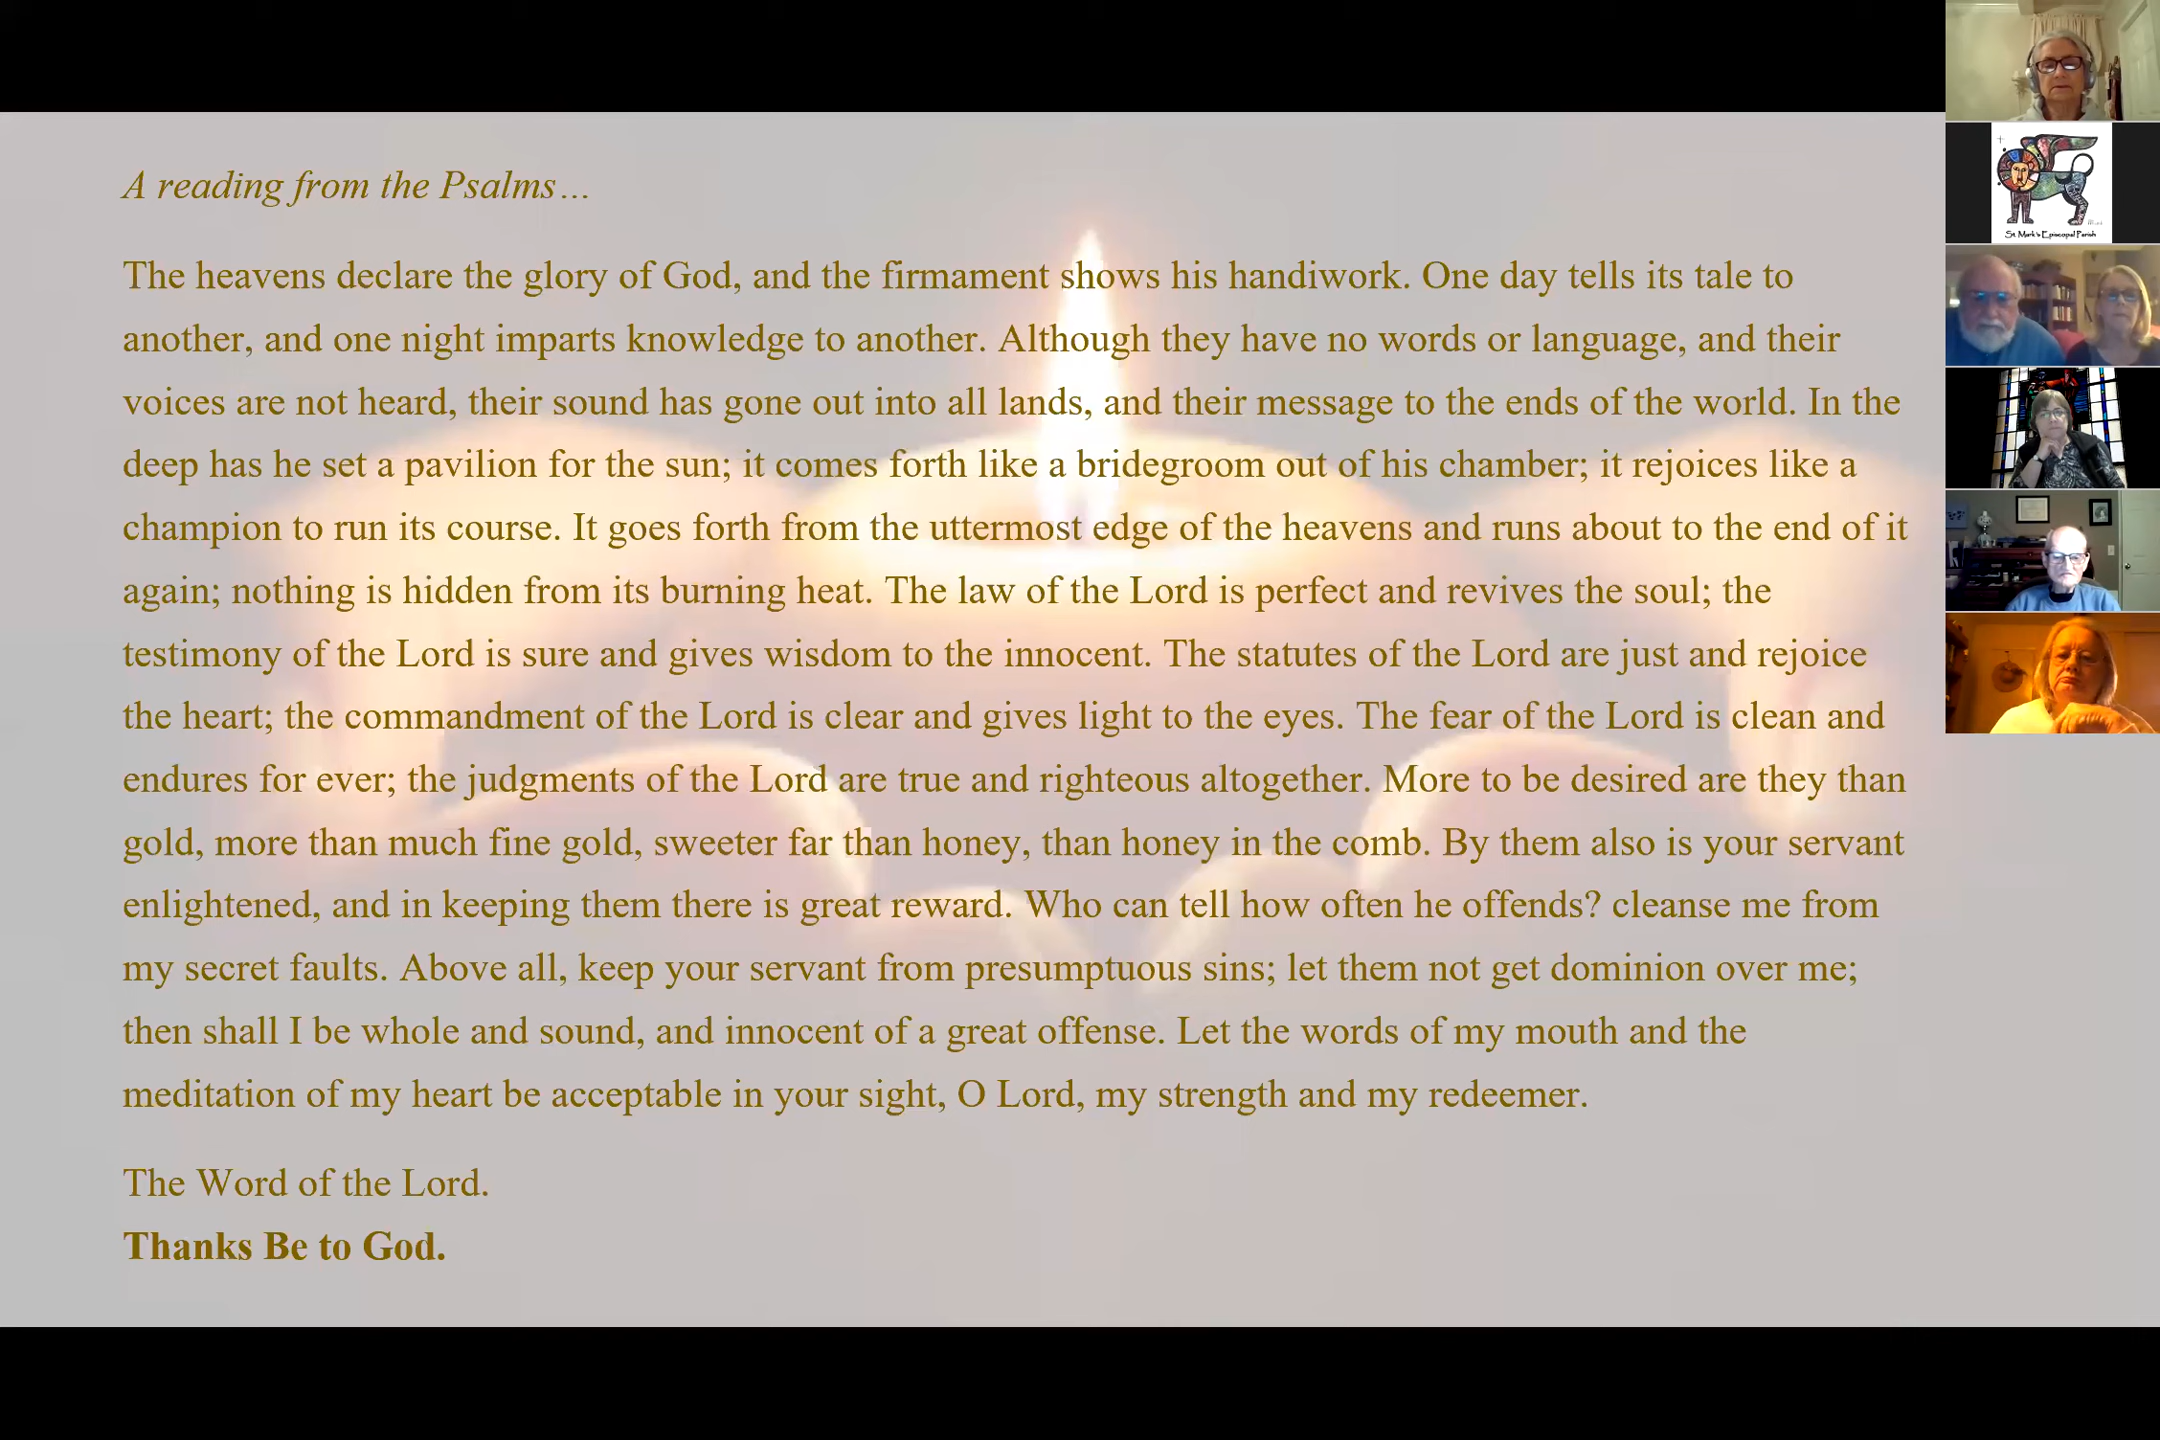 A reading from the Psalms…
The heavens declare the glory of God, and the firmament shows his handiwork. One day tells its tale to
another, and one night imparts knowledge to another. Although they have no words or language, and their
voices are not heard, their sound has gone out into all lands, and their message to the ends of the world. In the
deep has he set a pavilion for the sun; it comes forth like a bridegroom out of his chamber; it rejoices like a
champion to run its course. It goes forth from the uttermost edge of the heavens and runs about to the end of it
again; nothing is hidden from its burning heat. The law of the Lord is perfect and revives the soul; the
testimony of the Lord is sure and gives wisdom to the innocent. The statutes of the Lord are just and rejoice
the heart; the commandment of the Lord is clear and gives light to the eyes. The fear of the Lord is clean and
endures for ever; the judgments of the Lord are true and righteous altogether. More to be desired are they than
gold, more than much fine gold, sweeter far than honey, than honey in the comb. By them also is your servant
enlightened, and in keeping them there is great reward. Who can tell how often he offends? cleanse me from
my secret faults. Above all, keep your servant from presumptuous sins; let them not get dominion over me;
then shall I be whole and sound, and innocent of a great offense. Let the words of my mouth and the
meditation of my heart be acceptable in your sight, O Lord, my strength and my redeemer.
The Word of the Lord.
Thanks Be to God.
St. Mark's Episcopal Parish